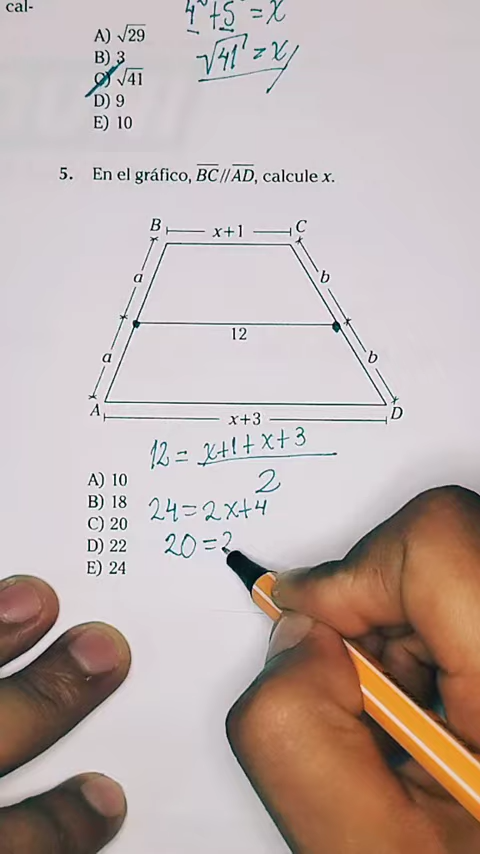 cal-
4² + 5² = x
A) √29
B) 3
√41 = x
C) √41
D) 9
E) 10
5. En el gráfico, BC // AD, calcule x.
B x+1 C
a b
12
a b
A x+3 D
12 = x+1+x+3
2
A) 10
B) 18 24 = 2x+4
C) 20
D) 22 20 = 2
E) 24